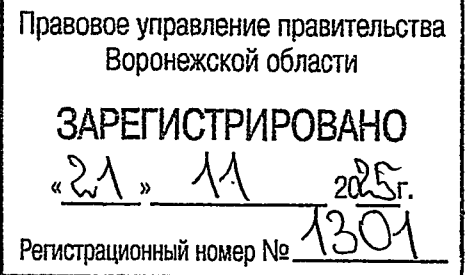 Правовое управление правительства
Воронежской области
ЗАРЕГИСТРИРОВАНО
«21» 11 2025г.
Регистрационный номер № 1301